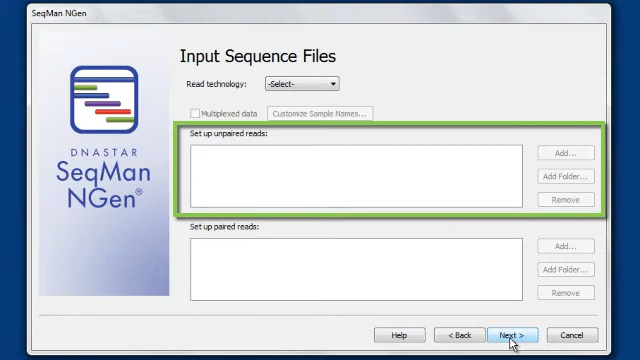 SeqMan NGen
Input Sequence Files
Read technology: -Select-
Multiplexed data Customize Sample Names...
Set up unpaired reads:
Add...
Add Folder...
Remove
DNASTAR
SeqMan
NGen®
Set up paired reads:
Add...
Add Folder...
Remove
Help < Back Next > Cancel